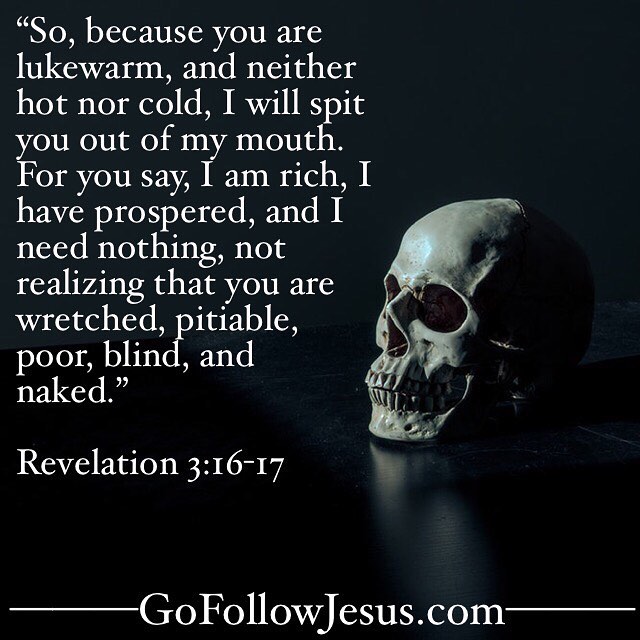 “So, because you are
lukewarm, and neither
hot nor cold, I will spit
you out of my mouth.
For you say, I am rich, I
have prospered, and I
need nothing, not
realizing that you are
wretched, pitiable,
poor, blind, and
naked.”
Revelation 3:16-17
GoFollowJesus.com